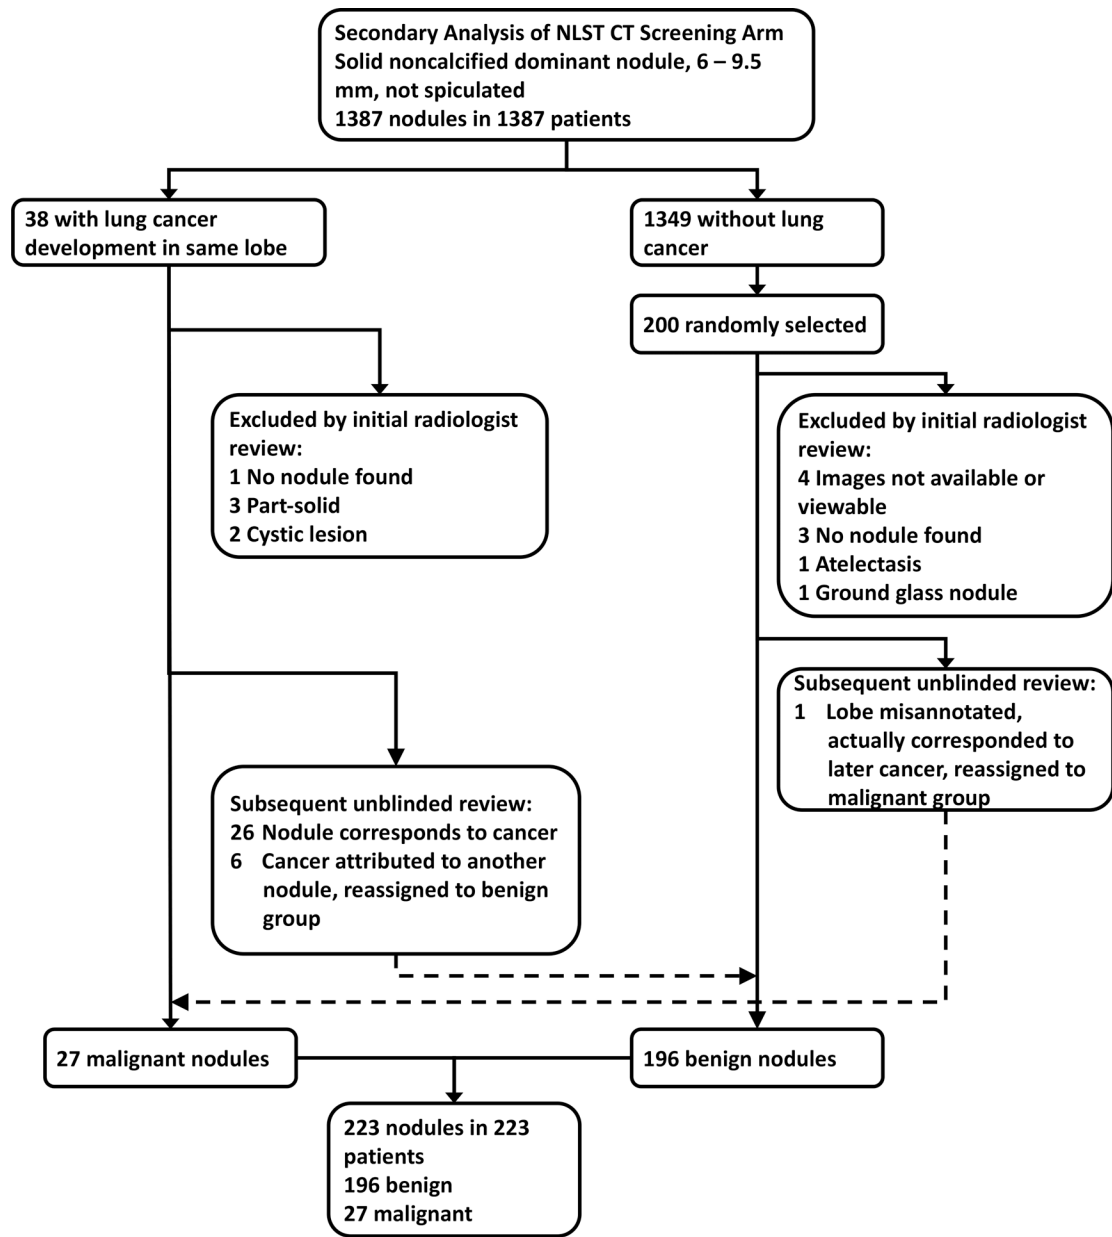 Secondary Analysis of NLST CT Screening Arm
Solid noncalcified dominant nodule, 6 – 9.5
mm, not spiculated
1387 nodules in 1387 patients
38 with lung cancer
development in same lobe
1349 without lung
cancer
200 randomly selected
Excluded by initial radiologist
review:
1 No nodule found
3 Part-solid
2 Cystic lesion
Excluded by initial radiologist
review:
4 Images not available or
viewable
3 No nodule found
1 Atelectasis
1 Ground glass nodule
Subsequent unblinded review:
1 Lobe misannotated,
actually corresponded to
later cancer, reassigned to
malignant group
Subsequent unblinded review:
26 Nodule corresponds to cancer
6 Cancer attributed to another
nodule, reassigned to benign
group
27 malignant nodules
196 benign nodules
223 nodules in 223
patients
196 benign
27 malignant